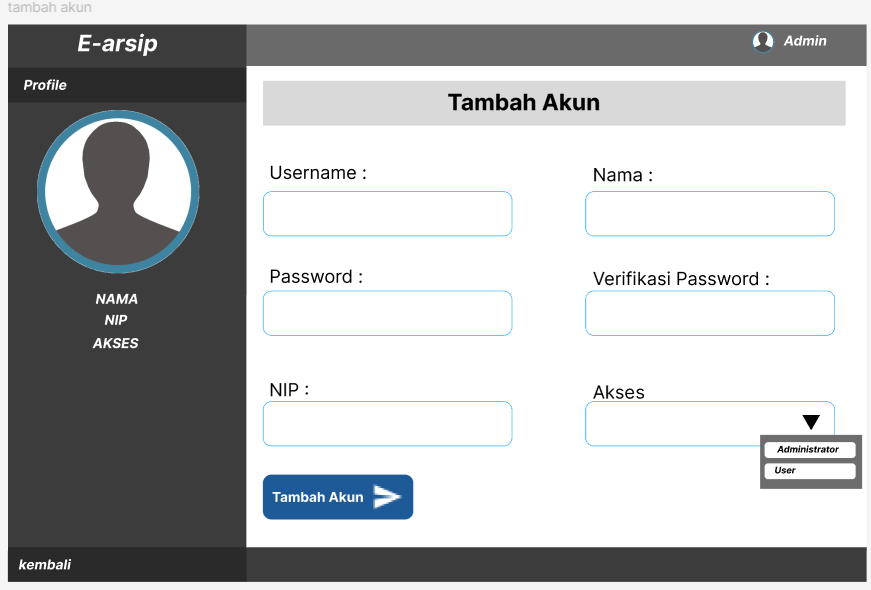 tambah akun
E-arsip
Admin
Profile
NAMA
NIP
AKSES
Tambah Akun
Username :
Nama :
Password :
Verifikasi Password :
NIP :
Akses
Administrator
User
Tambah Akun
kembali